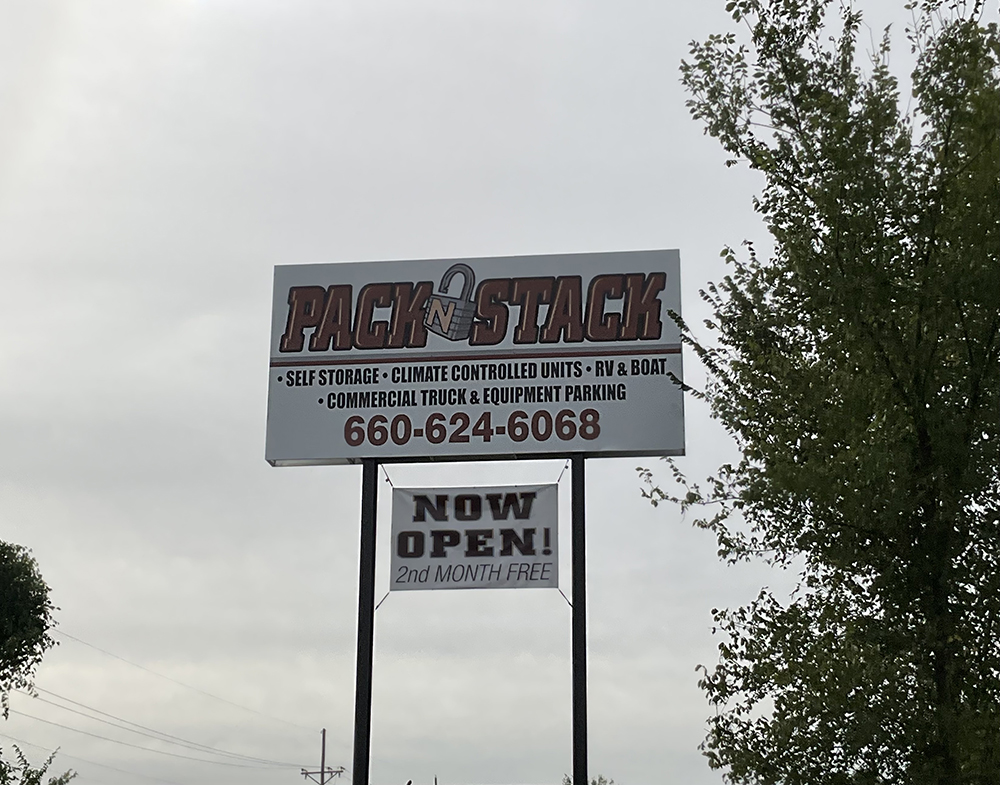 PACK N STACK
• SELF STORAGE • CLIMATE CONTROLLED UNITS • RV & BOAT
• COMMERCIAL TRUCK & EQUIPMENT PARKING
660-624-6068
NOW
OPEN!
2nd MONTH FREE